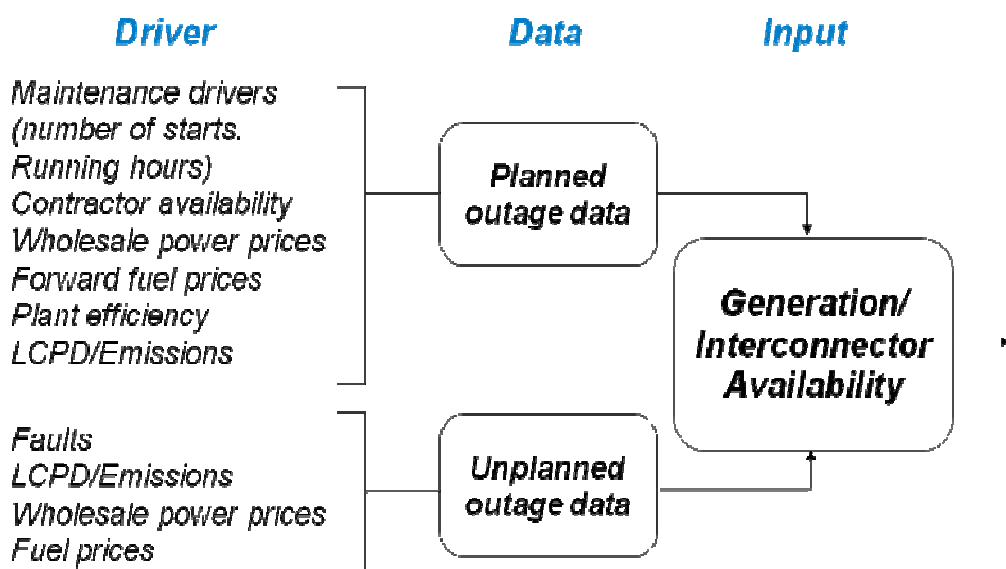 Driver
Data
Input
Maintenance drivers
(number of starts.
Running hours)
Contractor availability
Wholesale power prices
Forward fuel prices
Plant efficiency
LCPD/Emissions
Planned
outage data
Generation/
Interconnector
Availability
Faults
LCPD/Emissions
Wholesale power prices
Fuel prices
Unplanned
outage data